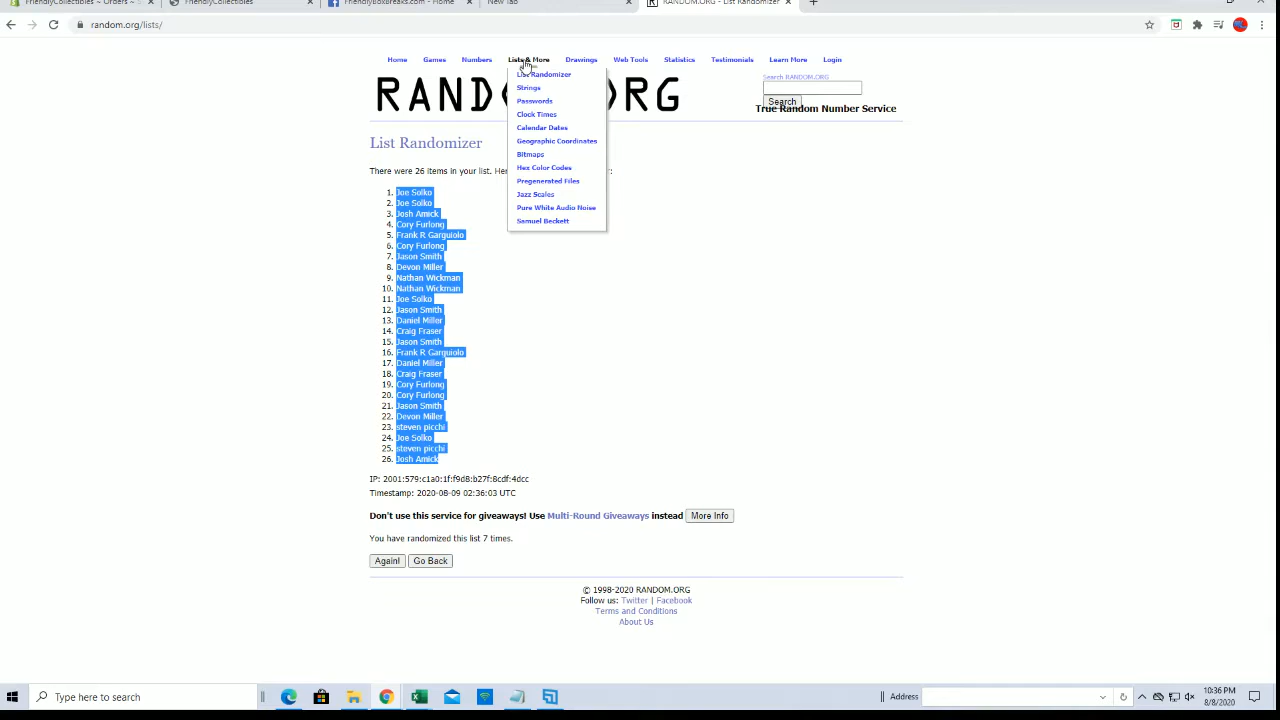 FriendlyCollectibles ~ Orders ~ S
FriendlyCollectibles
FriendlyBoxBreaks.com - Home
New Tab
RANDOM.ORG - List Randomizer
random.org/lists/
Home Games Numbers Lists & More Drawings Web Tools Statistics Testimonials Learn More Login
List Randomizer
Strings
Passwords
Clock Times
Calendar Dates
Geographic Coordinates
Bitmaps
Hex Color Codes
Pregenerated Files
Jazz Scales
Pure White Audio Noise
Samuel Beckett
RAND RG
Search RANDOM.ORG
Search
True Random Number Service
List Randomizer
There were 26 items in your list. Her r:
1. Joe Solko
2. Joe Solko
3. Josh Amick
4. Cory Furlong
5. Frank R Garguiolo
6. Cory Furlong
7. Jason Smith
8. Devon Miller
9. Nathan Wickman
10. Nathan Wickman
11. Joe Solko
12. Jason Smith
13. Daniel Miller
14. Craig Fraser
15. Jason Smith
16. Frank R Garguiolo
17. Daniel Miller
18. Craig Fraser
19. Cory Furlong
20. Cory Furlong
21. Jason Smith
22. Devon Miller
23. steven picchi
24. Joe Solko
25. steven picchi
26. Josh Amick
IP: 2001:579:c1a0:1f:f9d8:b27f:8cdf:4dcc
Timestamp: 2020-08-09 02:36:03 UTC
Don't use this service for giveaways! Use Multi-Round Giveaways instead More Info
You have randomized this list 7 times.
Again! Go Back
© 1998-2020 RANDOM.ORG
Follow us: Twitter | Facebook
Terms and Conditions
About Us
Type here to search
Address
10:36 PM
8/8/2020